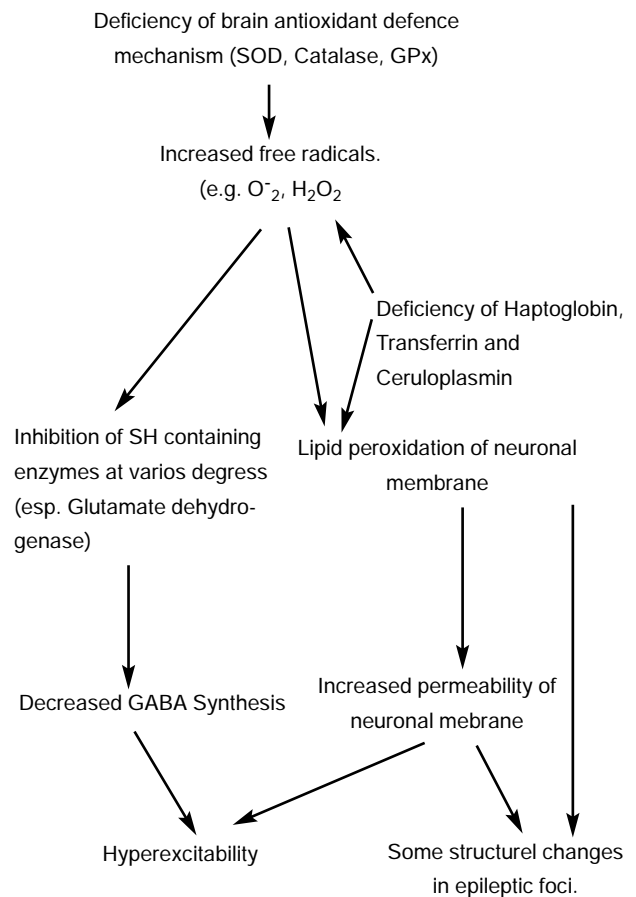 Deficiency of brain antioxidant defence
mechanism (SOD, Catalase, GPx)
Increased free radicals.
(e.g. O⁻₂, H₂O₂
Deficiency of Haptoglobin,
Transferrin and
Ceruloplasmin
Inhibition of SH containing
enzymes at varios degress
(esp. Glutamate dehydro-
genase)
Lipid peroxidation of neuronal
membrane
Decreased GABA Synthesis
Increased permeability of
neuronal mebrane
Hyperexcitability
Some structurel changes
in epileptic foci.